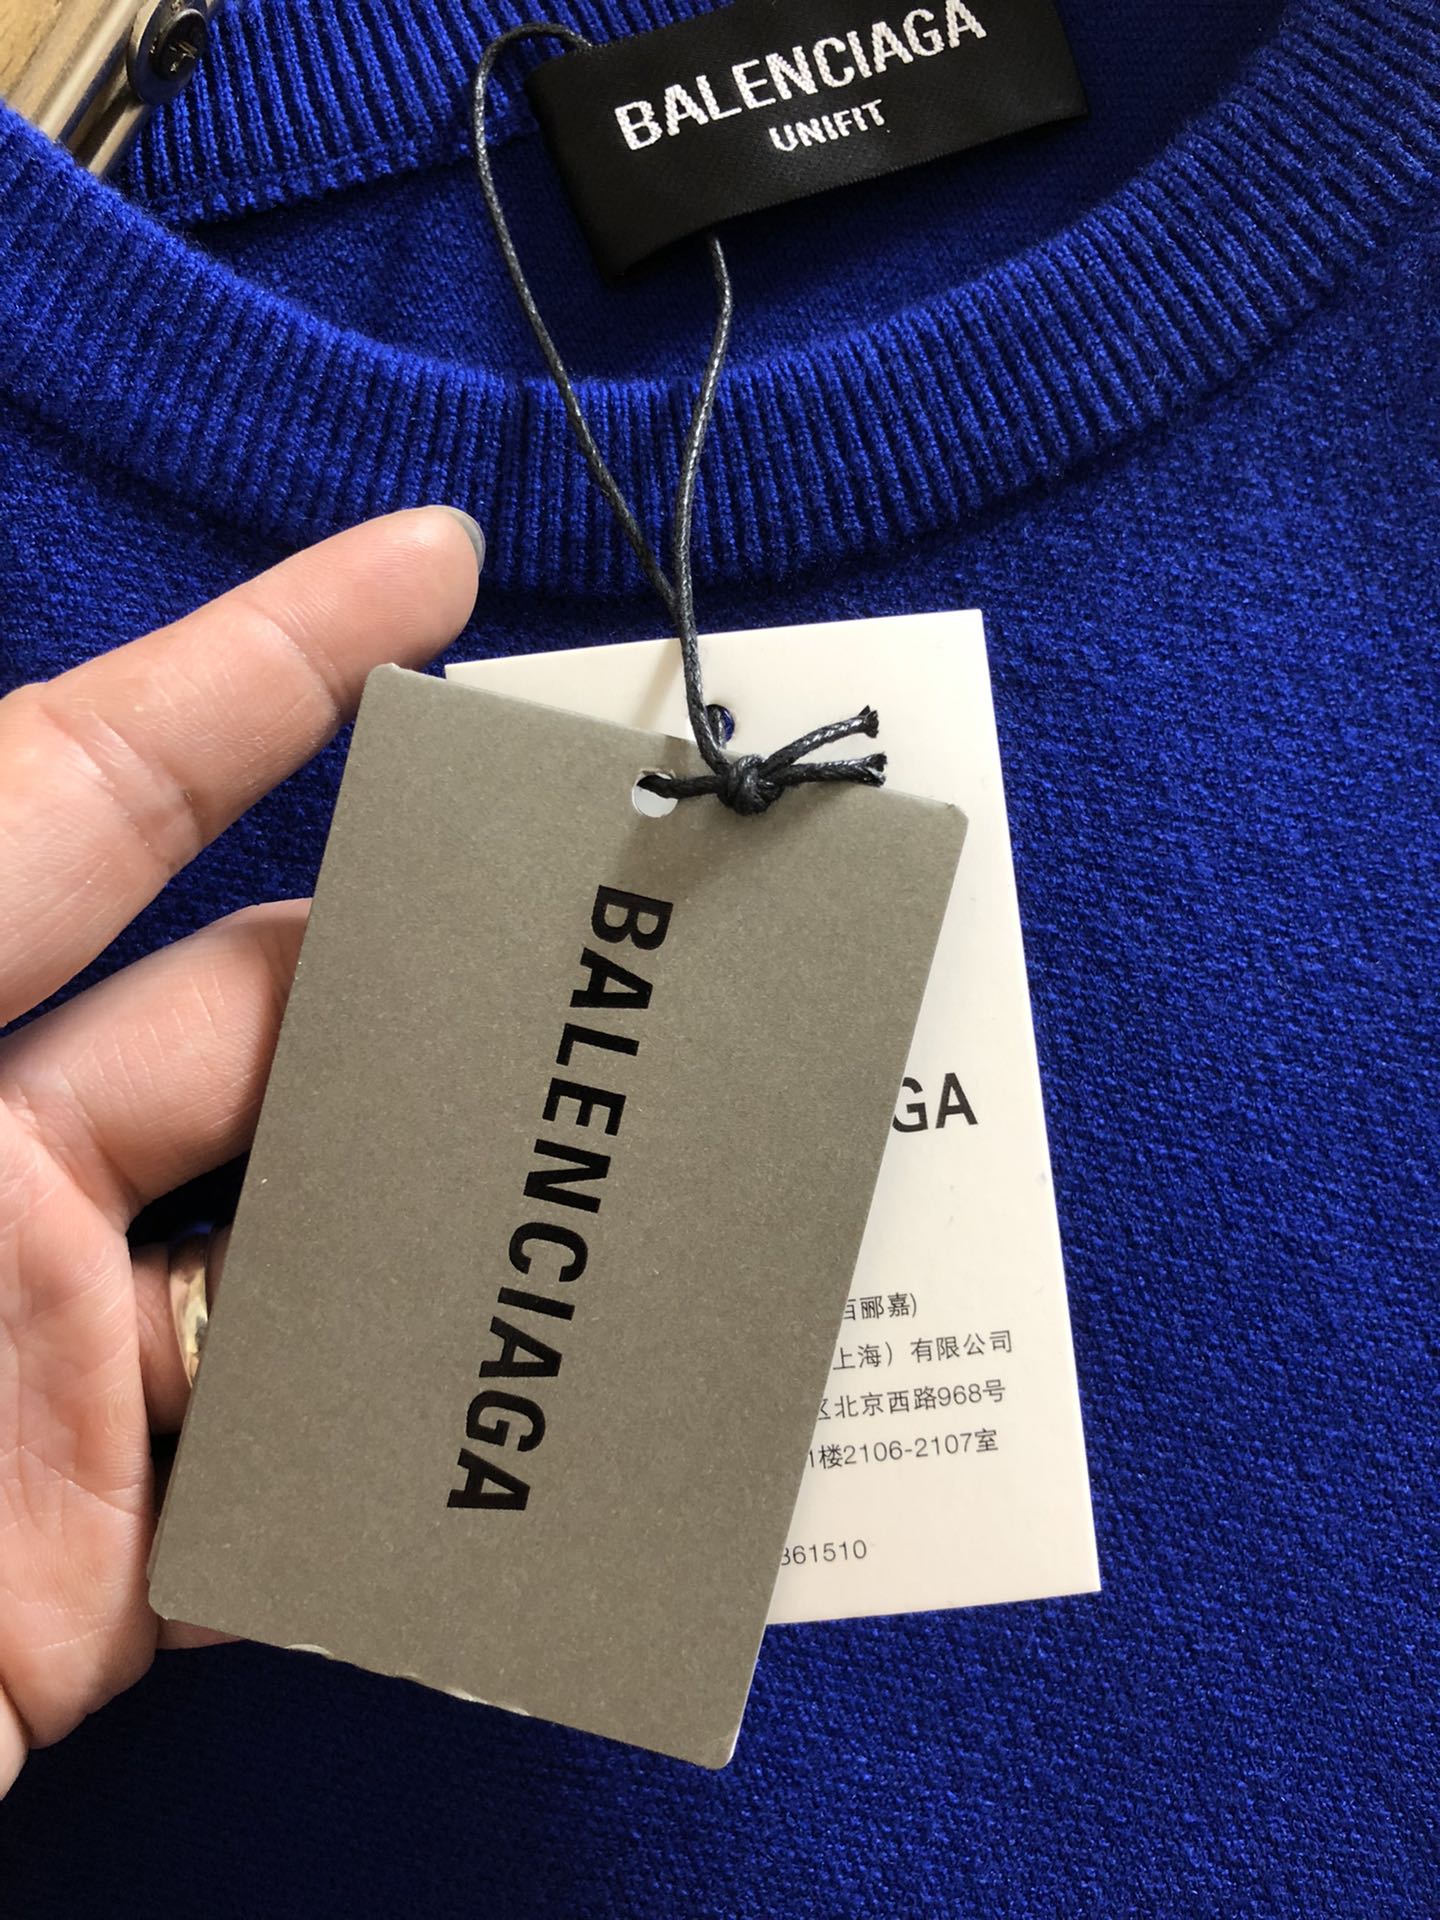 BALENCIAGA
UNIFIT
BALENCIAGA
GA
百郦嘉)
上海）有限公司
区北京西路968号
1楼2106-2107室
361510